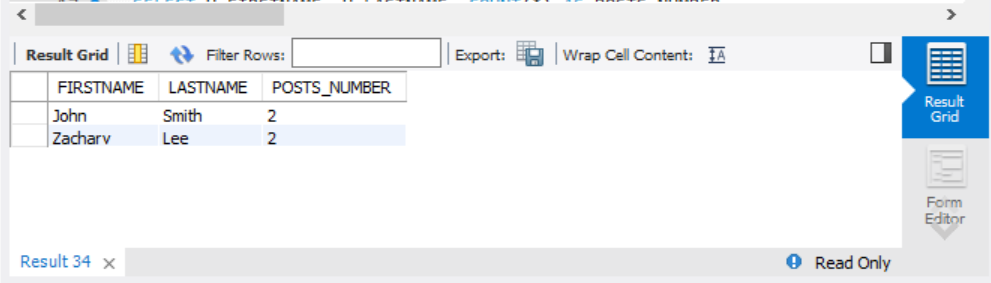 Result Grid Filter Rows: Export: Wrap Cell Content:
FIRSTNAME LASTNAME POSTS_NUMBER
John Smith 2
Zachary Lee 2
Result Grid
Form Editor
Result 34 Read Only